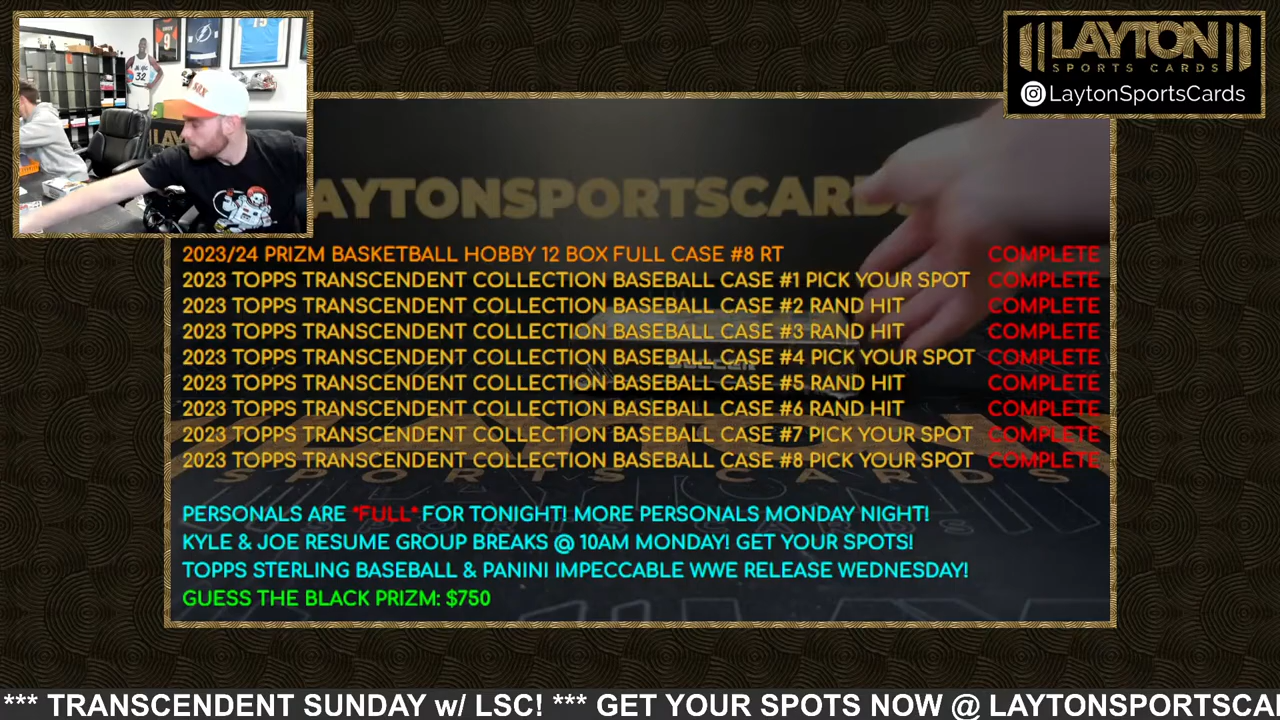 LAYTON
SPORTS CARDS
LaytonSportsCards
LAYTONSPORTSCARDS
2023/24 PRIZM BASKETBALL HOBBY 12 BOX FULL CASE #8 RT COMPLETE
2023 TOPPS TRANSCENDENT COLLECTION BASEBALL CASE #1 PICK YOUR SPOT COMPLETE
2023 TOPPS TRANSCENDENT COLLECTION BASEBALL CASE #2 RAND HIT COMPLETE
2023 TOPPS TRANSCENDENT COLLECTION BASEBALL CASE #3 RAND HIT COMPLETE
2023 TOPPS TRANSCENDENT COLLECTION BASEBALL CASE #4 PICK YOUR SPOT COMPLETE
2023 TOPPS TRANSCENDENT COLLECTION BASEBALL CASE #5 RAND HIT COMPLETE
2023 TOPPS TRANSCENDENT COLLECTION BASEBALL CASE #6 RAND HIT COMPLETE
2023 TOPPS TRANSCENDENT COLLECTION BASEBALL CASE #7 PICK YOUR SPOT COMPLETE
2023 TOPPS TRANSCENDENT COLLECTION BASEBALL CASE #8 PICK YOUR SPOT COMPLETE
SPORTS CARDS
PERSONALS ARE *FULL* FOR TONIGHT! MORE PERSONALS MONDAY NIGHT!
KYLE & JOE RESUME GROUP BREAKS @ 10AM MONDAY! GET YOUR SPOTS!
TOPPS STERLING BASEBALL & PANINI IMPECCABLE WWE RELEASE WEDNESDAY!
GUESS THE BLACK PRIZM: $750
*** TRANSCENDENT SUNDAY w/ LSC! *** GET YOUR SPOTS NOW @ LAYTONSPORTSCA